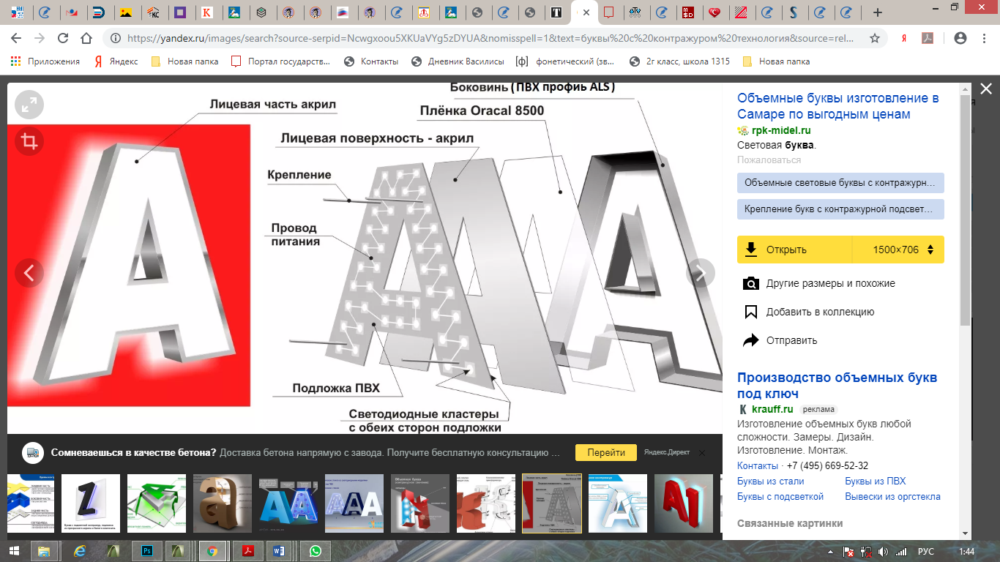 https://yandex.ru/images/search?source-serpid=Ncwgxoou5XKUaVYg5zDYUA&nomisspell=1&text=буквы%20с%20контражуром%20технология&source=rel...
Приложения
Яндекс
Новая папка
Портал государств...
Контакты
Дневник Василисы
[ф] фонетический (зв...
2г класс, школа 1315
Новая папка
Лицевая часть акрил
Боковинь (ПВХ профиь ALS)
Плёнка Oracal 8500
Лицевая поверхность - акрил
Крепление
Провод
питания
Подложка ПВХ
Светодиодные кластеры
с обеих сторон подложки
Объемные буквы изготовление в
Самаре по выгодным ценам
rpk-midel.ru
Световая буква.
Пожаловаться
Объемные световые буквы с контражурн...
Крепление букв с контражурной подсвет...
Открыть 1500×706
Другие размеры и похожие
Добавить в коллекцию
Отправить
Производство объемных букв
под ключ
krauff.ru реклама
Изготовление объемных букв любой
сложности. Замеры. Дизайн.
Изготовление. Монтаж.
Контакты · +7 (495) 669-52-32
Буквы из стали Буквы из ПВХ
Буквы с подсветкой Вывески из оргстекла
Связанные картинки
Сомневаешься в качестве бетона? Доставка бетона напрямую с завода. Получите бесплатную консультацию ...
Перейти
Яндекс.Директ
РУС
1:44